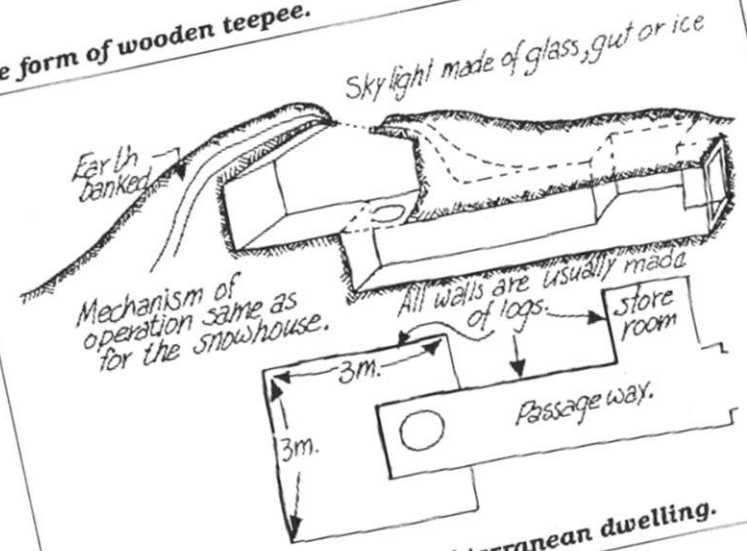 form of wooden teepee.
Skylight made of glass, gut or ice
Earth
banked
Mechanism of
operation same as
for the snowhouse.
All walls are usually made
of logs.
store
room
3m.
Passage way.
3m.
dwelling.